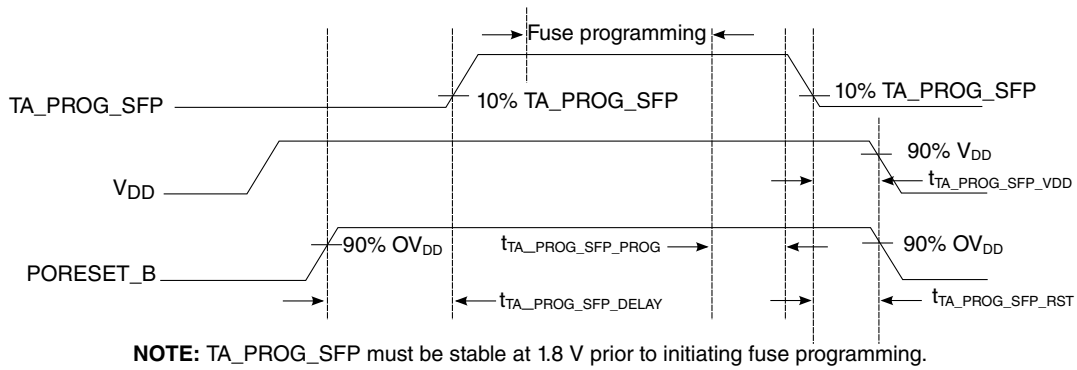 Fuse programming
TA_PROG_SFP
10% TA_PROG_SFP
10% TA_PROG_SFP
VDD
90% VDD
tTA_PROG_SFP_VDD
PORESET_B
90% OVDD
tTA_PROG_SFP_PROG
90% OVDD
tTA_PROG_SFP_DELAY
tTA_PROG_SFP_RST
NOTE: TA_PROG_SFP must be stable at 1.8 V prior to initiating fuse programming.